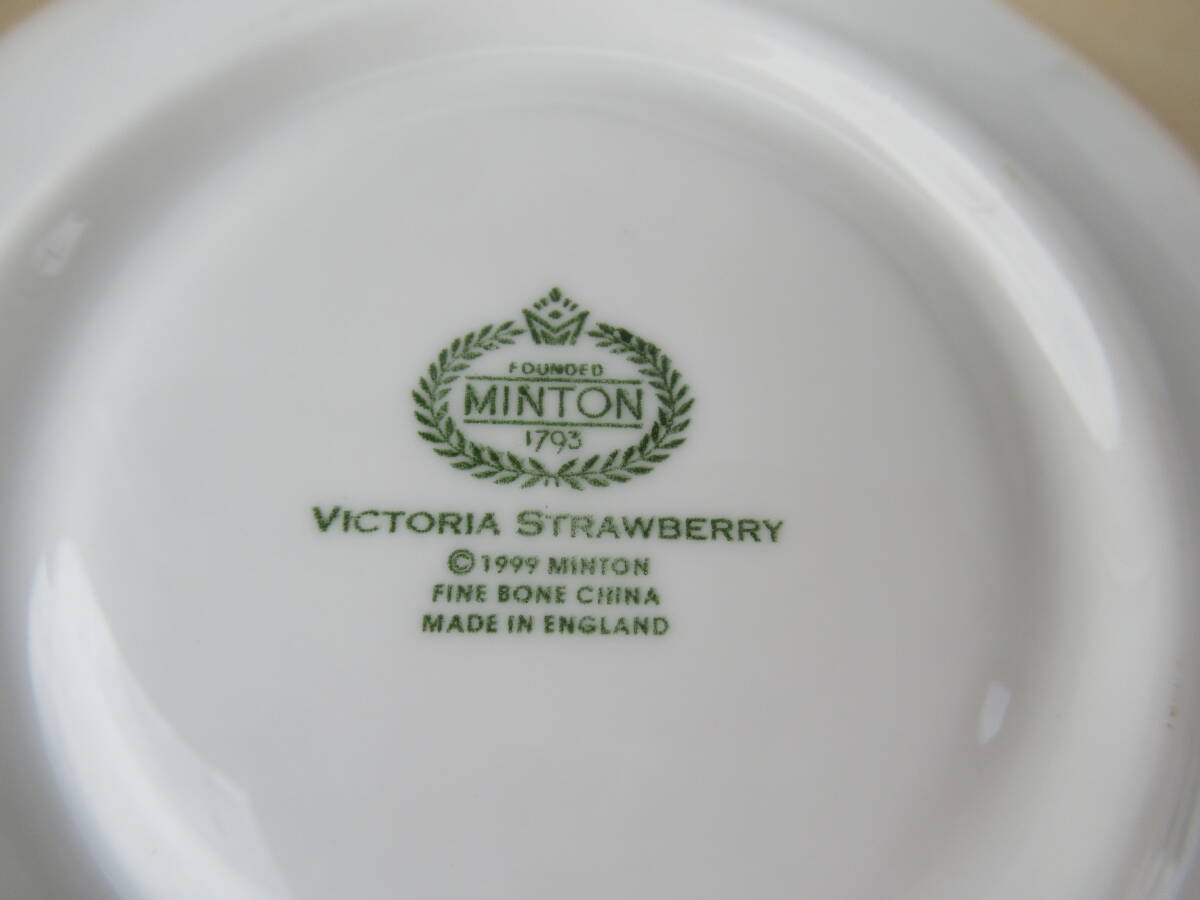 FOUNDED
MINTON
1793
VICTORIA STRAWBERRY
© 1999 MINTON
FINE BONE CHINA
MADE IN ENGLAND